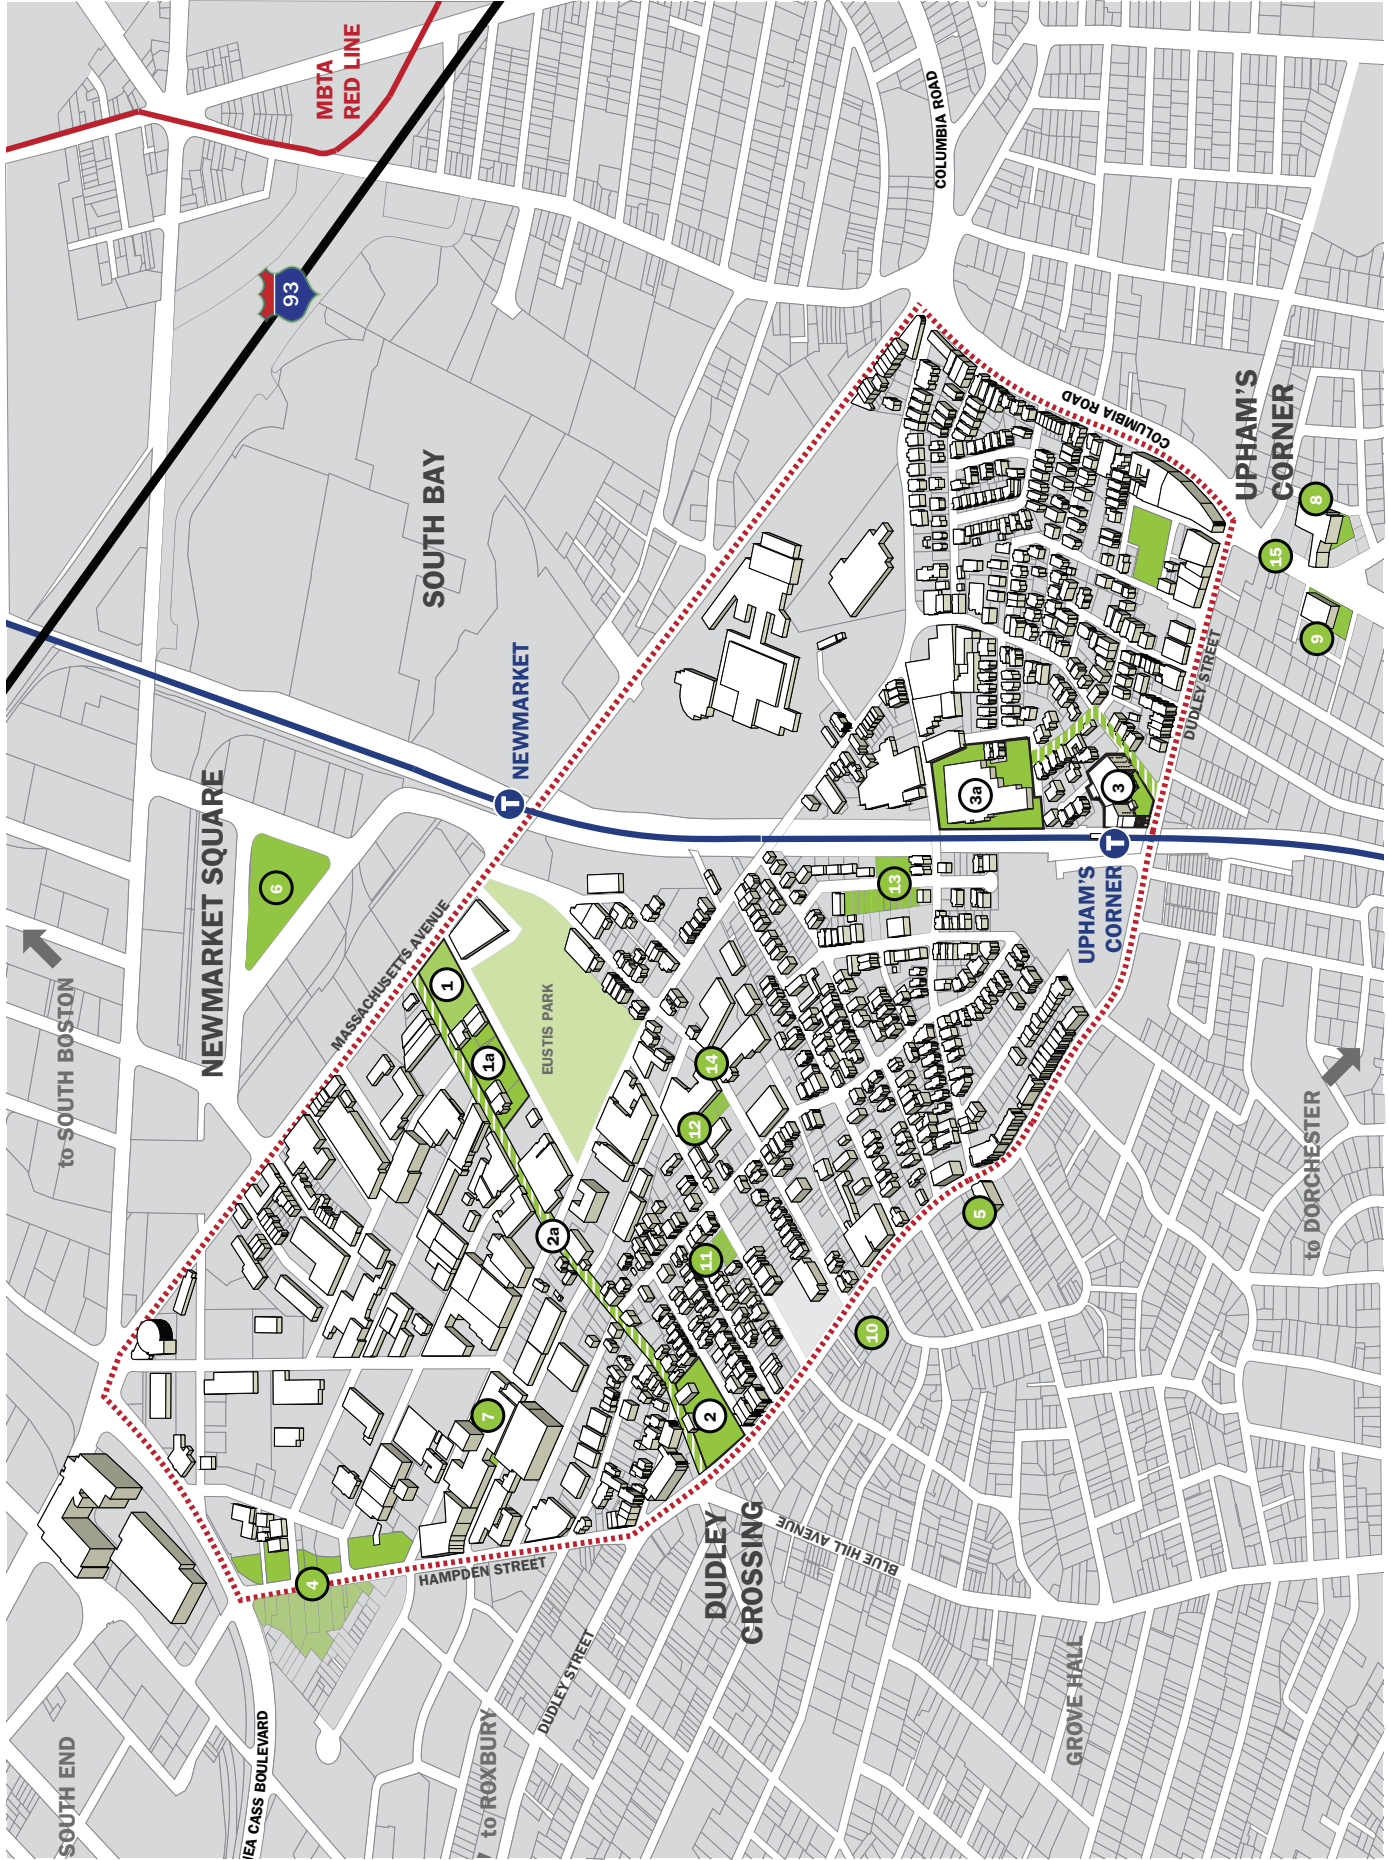 SOUTH END
to SOUTH BOSTON
NEWMARKET SQUARE
EA CASS BOULEVARD
6
93
4
MBTA
RED LINE
MASSACHUSETTS AVENUE
SOUTH BAY
1
HAMPDEN STREET
to ROXBURY
7
1a
T
NEWMARKET
EUSTIS PARK
2a
DUDLEY STREET
12
11
2
14
DUDLEY
CROSSING
BLUE HILL AVENUE
10
13
COLUMBIA ROAD
3a
5
GROVE HALL
UPHAM'S
CORNER
T
3
COLUMBIA ROAD
DUDLEY STREET
UPHAM'S
CORNER
15
8
9
to DORCHESTER